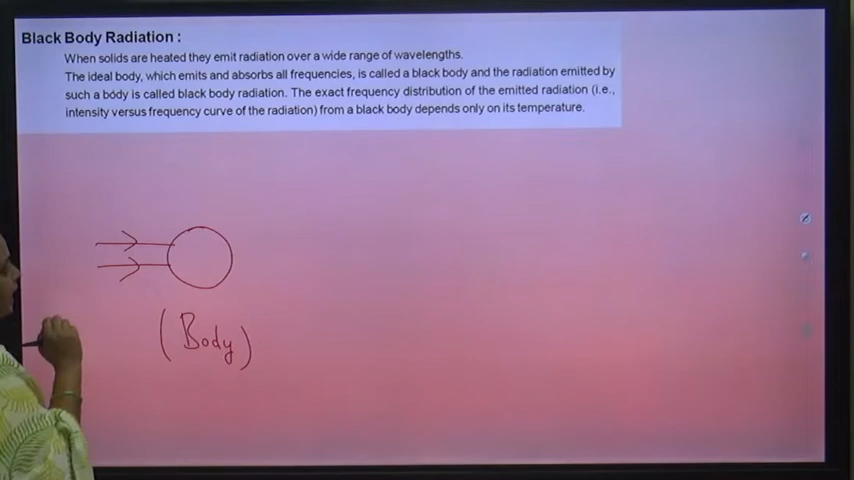 Black Body Radiation :
When solids are heated they emit radiation over a wide range of wavelengths.
The ideal body, which emits and absorbs all frequencies, is called a black body and the radiation emitted by
such a body is called black body radiation. The exact frequency distribution of the emitted radiation (i.e.,
intensity versus frequency curve of the radiation) from a black body depends only on its temperature.
(Body)